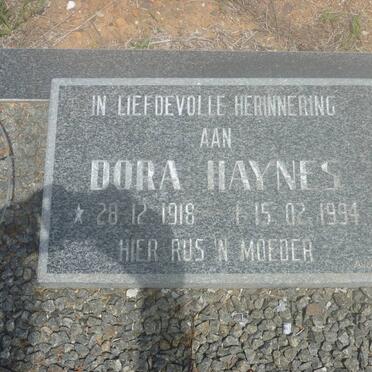 IN LIEFDEVOLLE HERINNERING
AAN
DORA HAYNES
* 28·12·1918 † 15·02·1994
HIER RUS 'N MOEDER